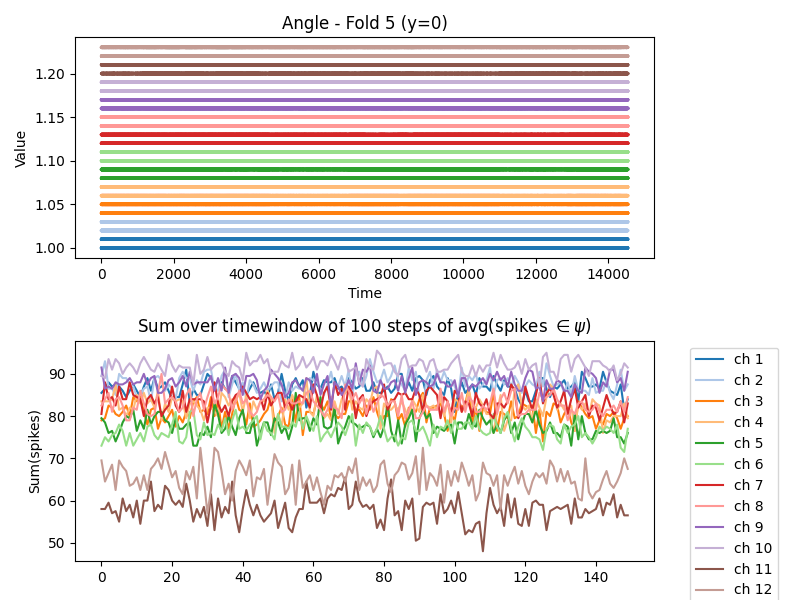 Angle - Fold 5 (y=0)
Value
1.20
1.15
1.10
1.05
1.00
0 2000 4000 6000 8000 10000 12000 14000
Time
Sum over timewindow of 100 steps of avg(spikes ∈ ψ)
Sum(spikes)
90
80
70
60
50
0 20 40 60 80 100 120 140
ch 1
ch 2
ch 3
ch 4
ch 5
ch 6
ch 7
ch 8
ch 9
ch 10
ch 11
ch 12